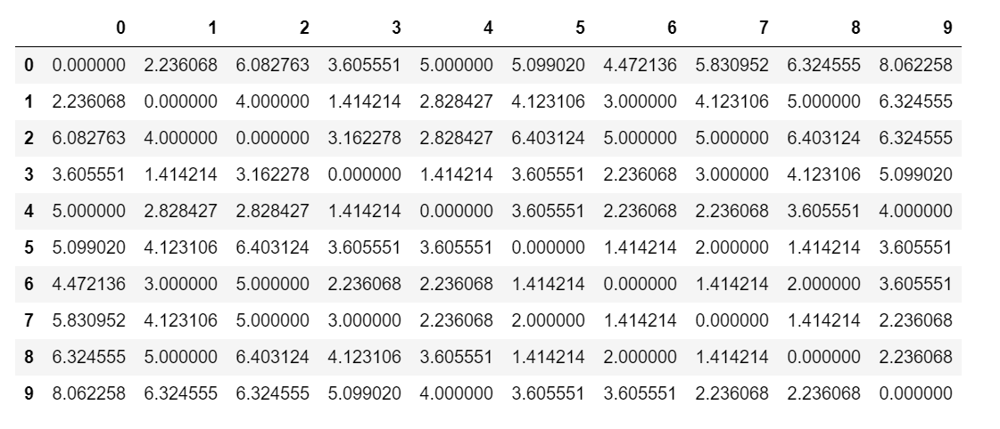 0 1 2 3 4 5 6 7 8 9
0 0.000000 2.236068 6.082763 3.605551 5.000000 5.099020 4.472136 5.830952 6.324555 8.062258
1 2.236068 0.000000 4.000000 1.414214 2.828427 4.123106 3.000000 4.123106 5.000000 6.324555
2 6.082763 4.000000 0.000000 3.162278 2.828427 6.403124 5.000000 5.000000 6.403124 6.324555
3 3.605551 1.414214 3.162278 0.000000 1.414214 3.605551 2.236068 3.000000 4.123106 5.099020
4 5.000000 2.828427 2.828427 1.414214 0.000000 3.605551 2.236068 2.236068 3.605551 4.000000
5 5.099020 4.123106 6.403124 3.605551 3.605551 0.000000 1.414214 2.000000 1.414214 3.605551
6 4.472136 3.000000 5.000000 2.236068 2.236068 1.414214 0.000000 1.414214 2.000000 3.605551
7 5.830952 4.123106 5.000000 3.000000 2.236068 2.000000 1.414214 0.000000 1.414214 2.236068
8 6.324555 5.000000 6.403124 4.123106 3.605551 1.414214 2.000000 1.414214 0.000000 2.236068
9 8.062258 6.324555 6.324555 5.099020 4.000000 3.605551 3.605551 2.236068 2.236068 0.000000